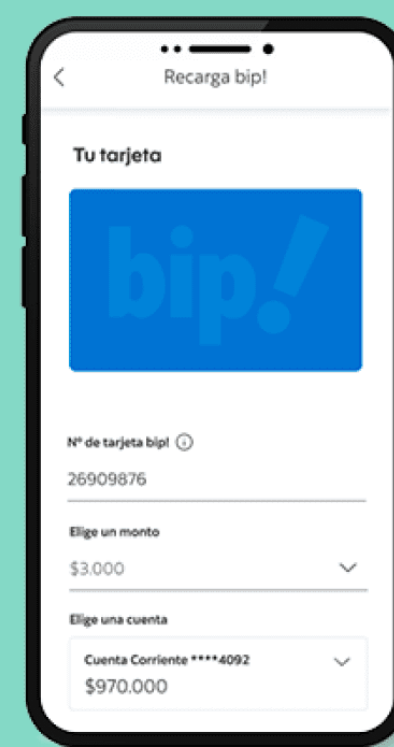 Recarga bip!
Tu tarjeta
bip!
Nº de tarjeta bip!
26909876
Elige un monto
$3.000
Elige una cuenta
Cuenta Corriente ****4092
$970.000